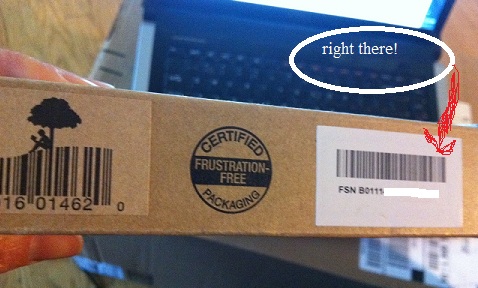 right there!
CERTIFIED
FRUSTRATION-
FREE
PACKAGING
FSN B0111
16 01462 0